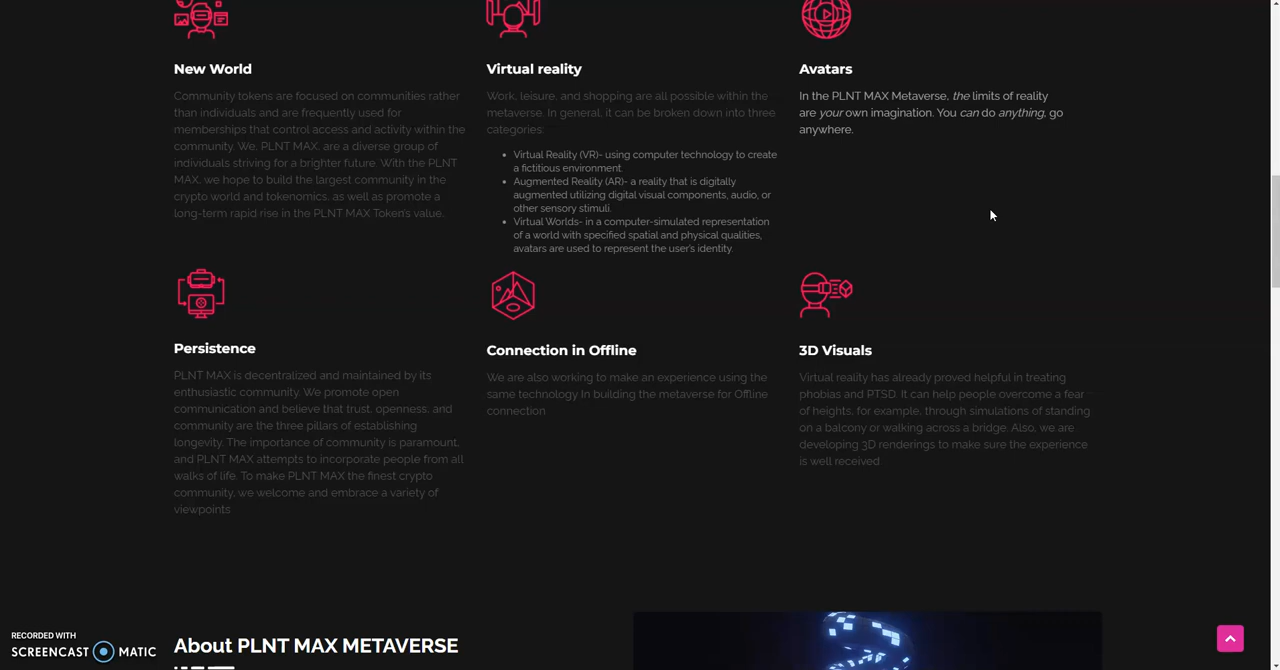 New World
Community tokens are focused on communities rather
than individuals and are frequently used for
memberships that control access and activity within the
community. We, PLNT MAX, are a diverse group of
individuals striving for a brighter future. With the PLNT
MAX, we hope to build the largest community in the
crypto world and tokenomics, as well as promote a
long-term rapid rise in the PLNT MAX Token's value.
Virtual reality
Work, leisure, and shopping are all possible within the
metaverse. In general, it can be broken down into three
categories:
• Virtual Reality (VR)- using computer technology to create
a fictitious environment.
• Augmented Reality (AR)- a reality that is digitally
augmented utilizing digital visual components, audio, or
other sensory stimuli.
• Virtual Worlds- in a computer-simulated representation
of a world with specified spatial and physical qualities,
avatars are used to represent the user's identity.
Avatars
In the PLNT MAX Metaverse, the limits of reality
are your own imagination. You can do anything, go
anywhere.
Persistence
PLNT MAX is decentralized and maintained by its
enthusiastic community. We promote open
communication and believe that trust, openness, and
community are the three pillars of establishing
longevity. The importance of community is paramount,
and PLNT MAX attempts to incorporate people from all
walks of life. To make PLNT MAX the finest crypto
community, we welcome and embrace a variety of
viewpoints
Connection in Offline
We are also working to make an experience using the
same technology In building the metaverse for Offline
connection
3D Visuals
Virtual reality has already proved helpful in treating
phobias and PTSD. It can help people overcome a fear
of heights, for example, through simulations of standing
on a balcony or walking across a bridge. Also, we are
developing 3D renderings to make sure the experience
is well received
About PLNT MAX METAVERSE
RECORDED WITH
SCREENCAST MATIC